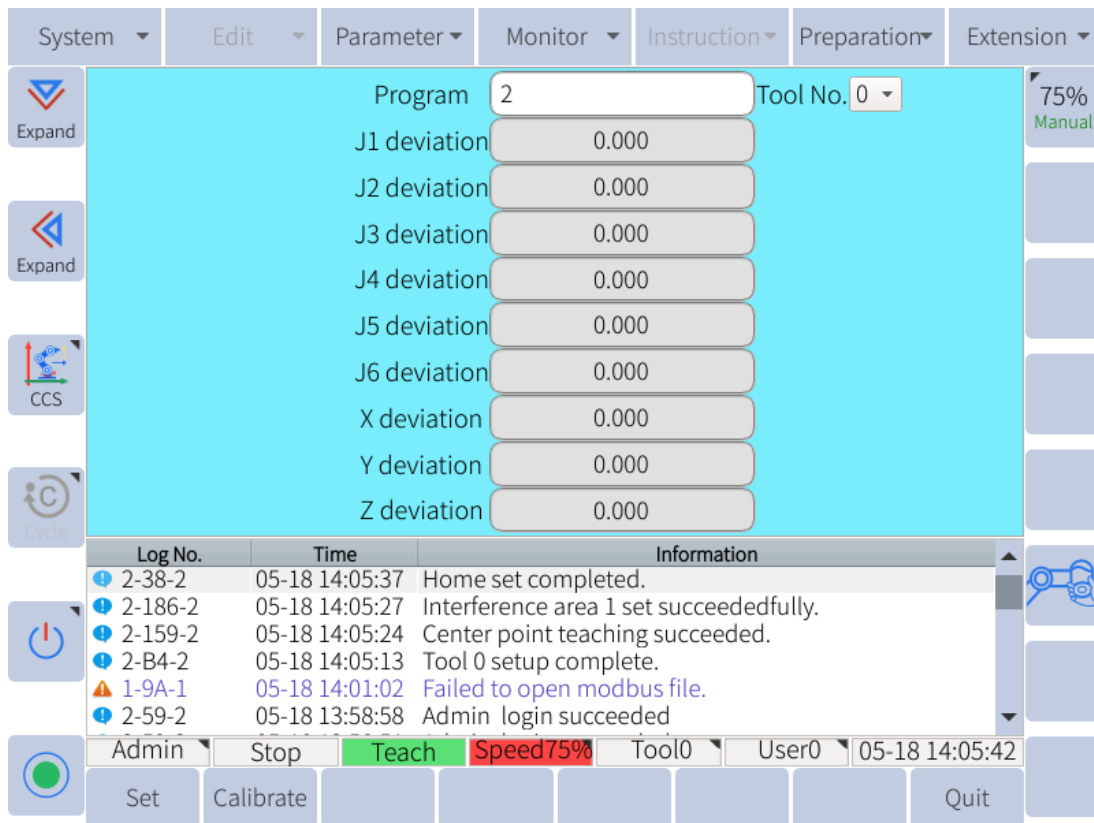 System Edit Parameter Monitor Instruction Preparation Extension
Expand
Program 2 Tool No. 0
75%
Manual
J1 deviation 0.000
J2 deviation 0.000
J3 deviation 0.000
Expand
J4 deviation 0.000
J5 deviation 0.000
J6 deviation 0.000
CCS
X deviation 0.000
Y deviation 0.000
Z deviation 0.000
C
Cycle
Log No. Time Information
2-38-2 05-18 14:05:37 Home set completed.
2-186-2 05-18 14:05:27 Interference area 1 set succeededfully.
2-159-2 05-18 14:05:24 Center point teaching succeeded.
2-B4-2 05-18 14:05:13 Tool 0 setup complete.
1-9A-1 05-18 14:01:02 Failed to open modbus file.
2-59-2 05-18 13:58:58 Admin login succeeded
Admin Stop Teach Speed75% Tool0 User0 05-18 14:05:42
Set Calibrate Quit